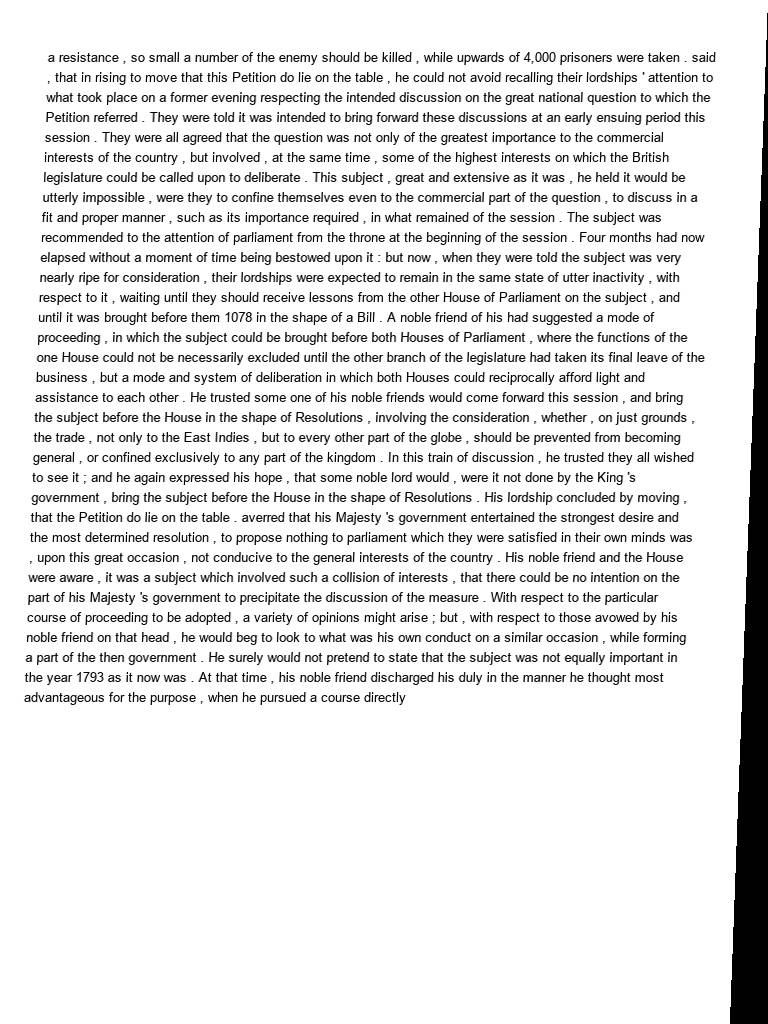 a resistance , so small a number of the enemy should be killed , while upwards of 4,000 prisoners were taken . said
, that in rising to move that this Petition do lie on the table , he could not avoid recalling their lordships ' attention to
what took place on a former evening respecting the intended discussion on the great national question to which the
Petition referred . They were told it was intended to bring forward these discussions at an early ensuing period this
session . They were all agreed that the question was not only of the greatest importance to the commercial
interests of the country , but involved , at the same time , some of the highest interests on which the British
legislature could be called upon to deliberate . This subject , great and extensive as it was , he held it would be
utterly impossible , were they to confine themselves even to the commercial part of the question , to discuss in a
fit and proper manner , such as its importance required , in what remained of the session . The subject was
recommended to the attention of parliament from the throne at the beginning of the session . Four months had now
elapsed without a moment of time being bestowed upon it : but now , when they were told the subject was very
nearly ripe for consideration , their lordships were expected to remain in the same state of utter inactivity , with
respect to it , waiting until they should receive lessons from the other House of Parliament on the subject , and
until it was brought before them 1078 in the shape of a Bill . A noble friend of his had suggested a mode of
proceeding , in which the subject could be brought before both Houses of Parliament , where the functions of the
one House could not be necessarily excluded until the other branch of the legislature had taken its final leave of the
business , but a mode and system of deliberation in which both Houses could reciprocally afford light and
assistance to each other . He trusted some one of his noble friends would come forward this session , and bring
the subject before the House in the shape of Resolutions , involving the consideration , whether , on just grounds ,
the trade , not only to the East Indies , but to every other part of the globe , should be prevented from becoming
general , or confined exclusively to any part of the kingdom . In this train of discussion , he trusted they all wished
to see it ; and he again expressed his hope , that some noble lord would , were it not done by the King 's
government , bring the subject before the House in the shape of Resolutions . His lordship concluded by moving ,
that the Petition do lie on the table . averred that his Majesty 's government entertained the strongest desire and
the most determined resolution , to propose nothing to parliament which they were satisfied in their own minds was
, upon this great occasion , not conducive to the general interests of the country . His noble friend and the House
were aware , it was a subject which involved such a collision of interests , that there could be no intention on the
part of his Majesty 's government to precipitate the discussion of the measure . With respect to the particular
course of proceeding to be adopted , a variety of opinions might arise ; but , with respect to those avowed by his
noble friend on that head , he would beg to look to what was his own conduct on a similar occasion , while forming
a part of the then government . He surely would not pretend to state that the subject was not equally important in
the year 1793 as it now was . At that time , his noble friend discharged his duly in the manner he thought most
advantageous for the purpose , when he pursued a course directly